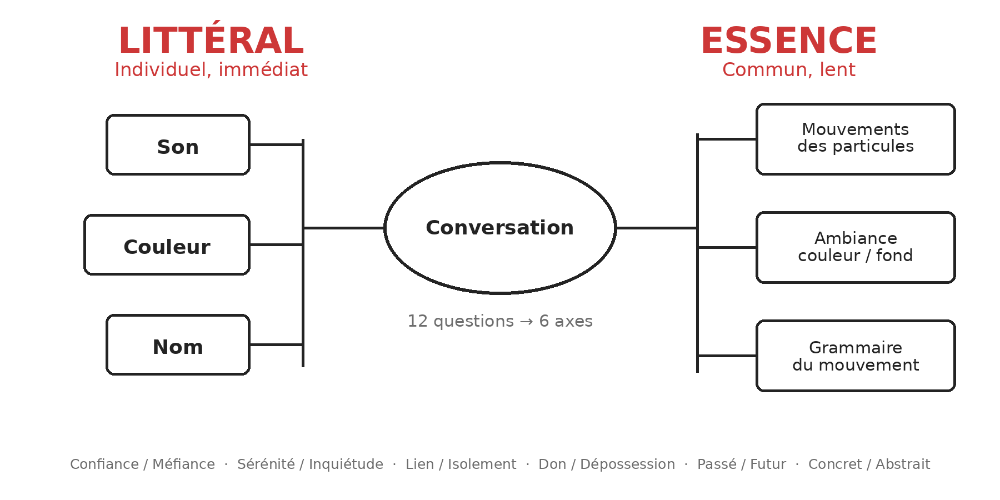 LITTÉRAL
Individuel, immédiat
ESSENCE
Commun, lent
Son
Couleur
Nom
Conversation
12 questions → 6 axes
Mouvements
des particules
Ambiance
couleur / fond
Grammaire
du mouvement
Confiance / Méfiance · Sérénité / Inquiétude · Lien / Isolement · Don / Dépossession · Passé / Futur · Concret / Abstrait